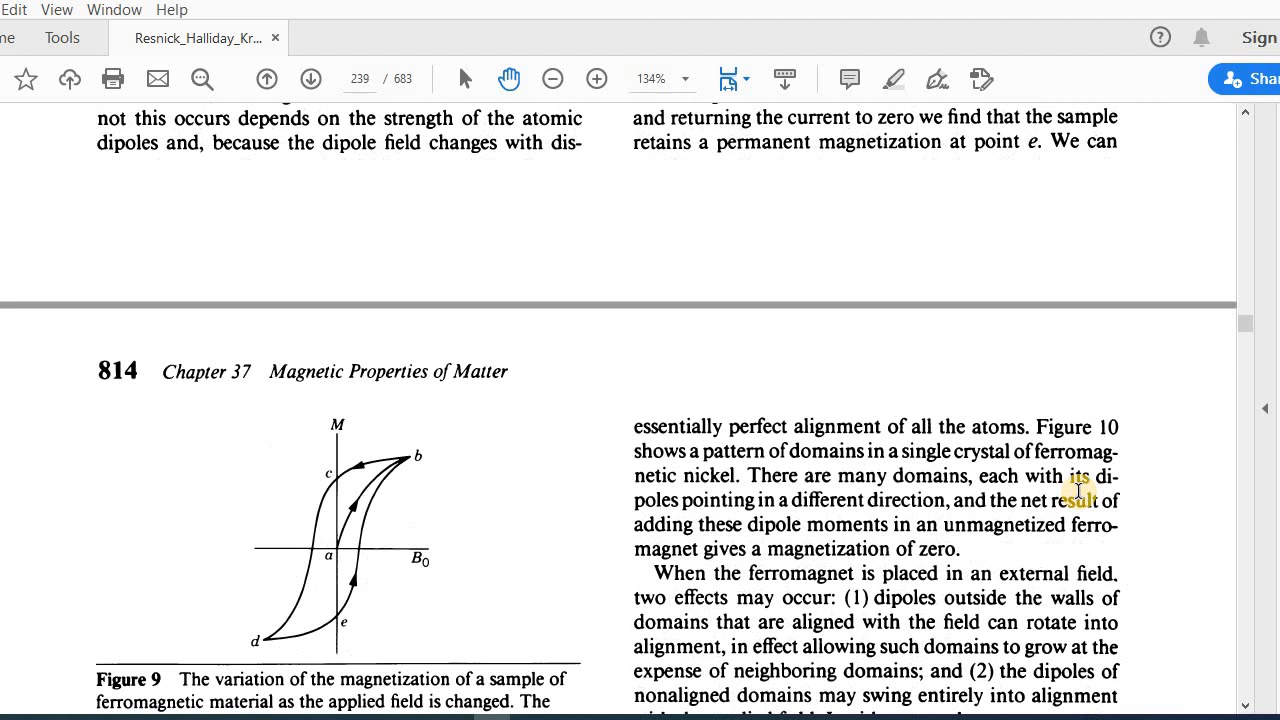 Edit View Window Help
me Tools Resnick_Halliday_Kr... × ? Sign
239 / 683 134% Shar
not this occurs depends on the strength of the atomic
dipoles and, because the dipole field changes with dis-
and returning the current to zero we find that the sample
retains a permanent magnetization at point e. We can
814 Chapter 37 Magnetic Properties of Matter
M
c
b
a
B0
e
d
Figure 9 The variation of the magnetization of a sample of
ferromagnetic material as the applied field is changed. The
essentially perfect alignment of all the atoms. Figure 10
shows a pattern of domains in a single crystal of ferromag-
netic nickel. There are many domains, each with its di-
poles pointing in a different direction, and the net result of
adding these dipole moments in an unmagnetized ferro-
magnet gives a magnetization of zero.
When the ferromagnet is placed in an external field,
two effects may occur: (1) dipoles outside the walls of
domains that are aligned with the field can rotate into
alignment, in effect allowing such domains to grow at the
expense of neighboring domains; and (2) the dipoles of
nonaligned domains may swing entirely into alignment